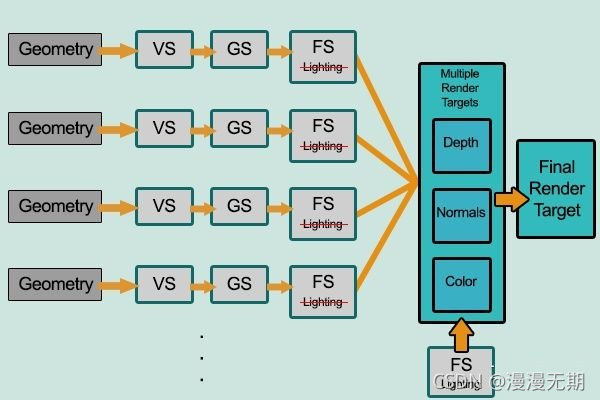 Geometry
VS
GS
FS
Lighting
Geometry
VS
GS
FS
Lighting
Geometry
VS
GS
FS
Lighting
Geometry
VS
GS
FS
Lighting
Multiple
Render
Targets
Depth
Normals
Color
Final
Render
Target
FS
Lighting
CSDN @漫漫无期